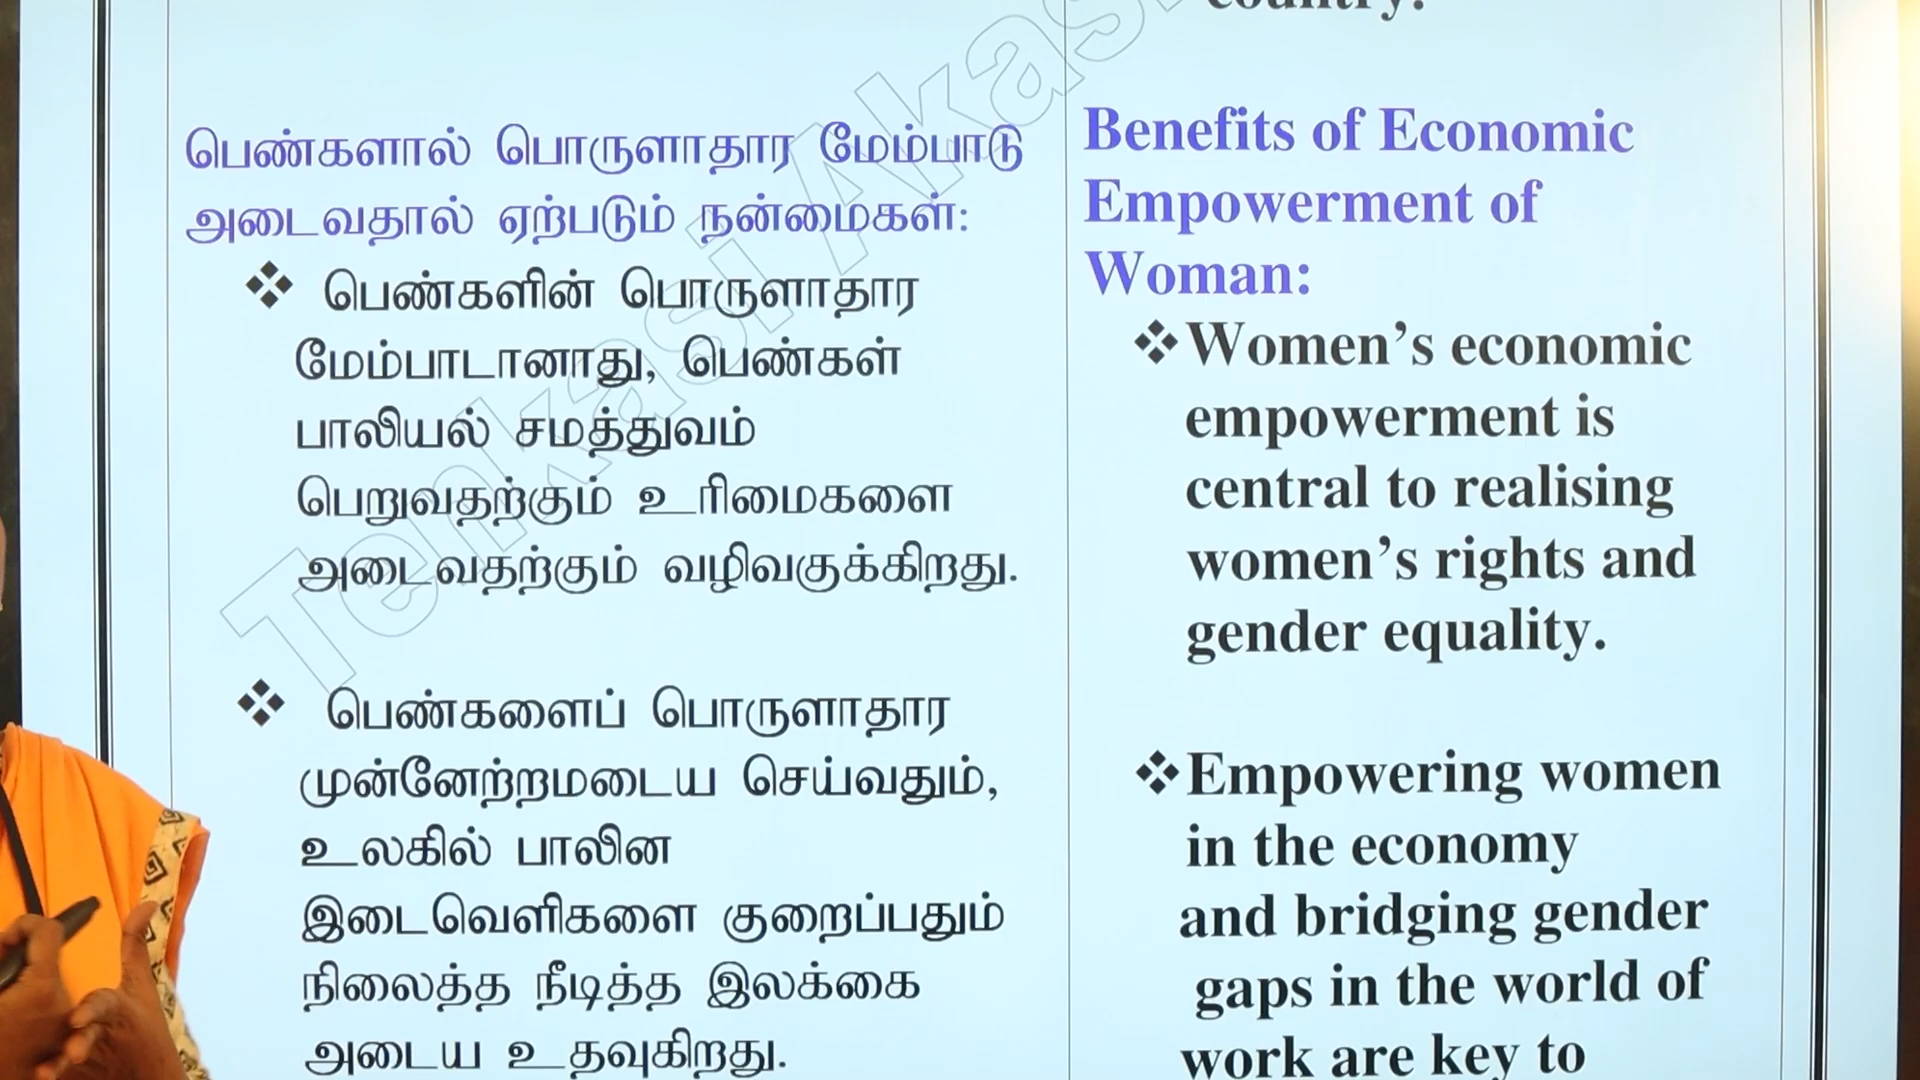 பெண்களால் பொருளாதார மேம்பாடு
அடைவதால் ஏற்படும் நன்மைகள்:
❖ பெண்களின் பொருளாதார
மேம்பாடானாது, பெண்கள்
பாலியல் சமத்துவம்
பெறுவதற்கும் உரிமைகளை
அடைவதற்கும் வழிவகுக்கிறது.
❖ பெண்களைப் பொருளாதார
முன்னேற்றமடைய செய்வதும்,
உலகில் பாலின
இடைவெளிகளை குறைப்பதும்
நிலைத்த நீடித்த இலக்கை
அடைய உதவுகிறது.
country.
Benefits of Economic
Empowerment of
Woman:
❖Women’s economic
empowerment is
central to realising
women’s rights and
gender equality.
❖Empowering women
in the economy
and bridging gender
gaps in the world of
work are key to
Tenkasi Akas